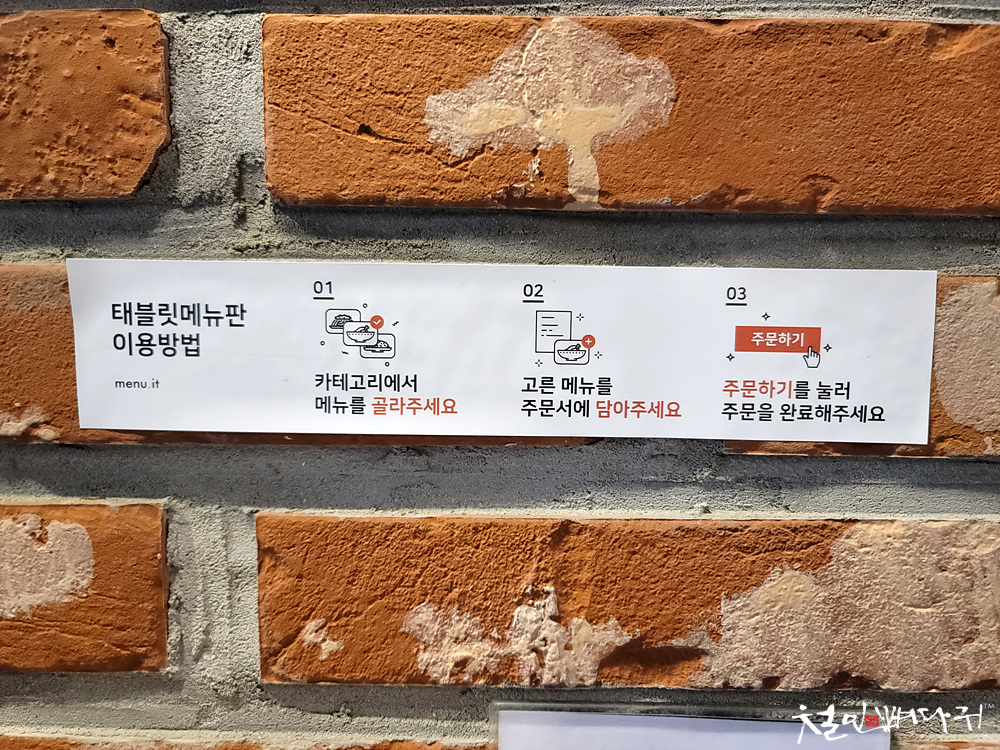 태블릿메뉴판
이용방법
menu.it
01
카테고리에서
메뉴를 골라주세요
02
고른 메뉴를
주문서에 담아주세요
03
주문하기
주문하기를 눌러
주문을 완료해주세요